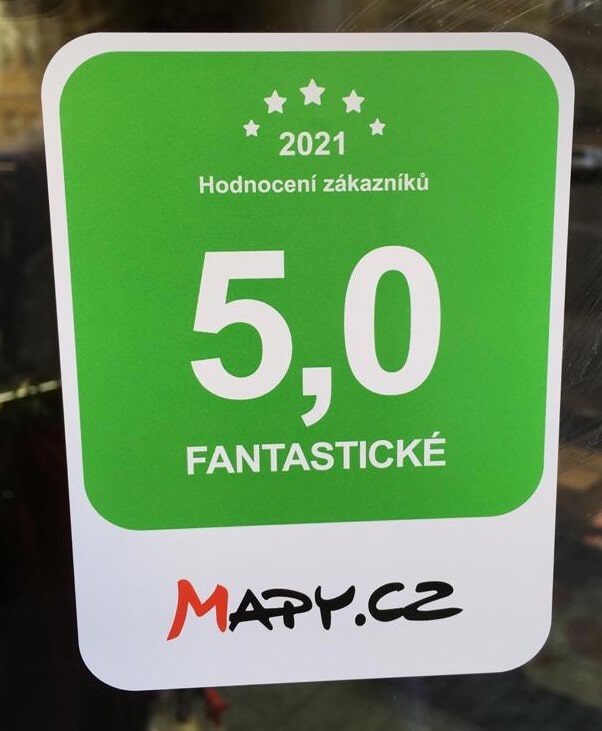 2021
Hodnocení zákazníků
5,0
FANTASTICKÉ
MAPY.CZ